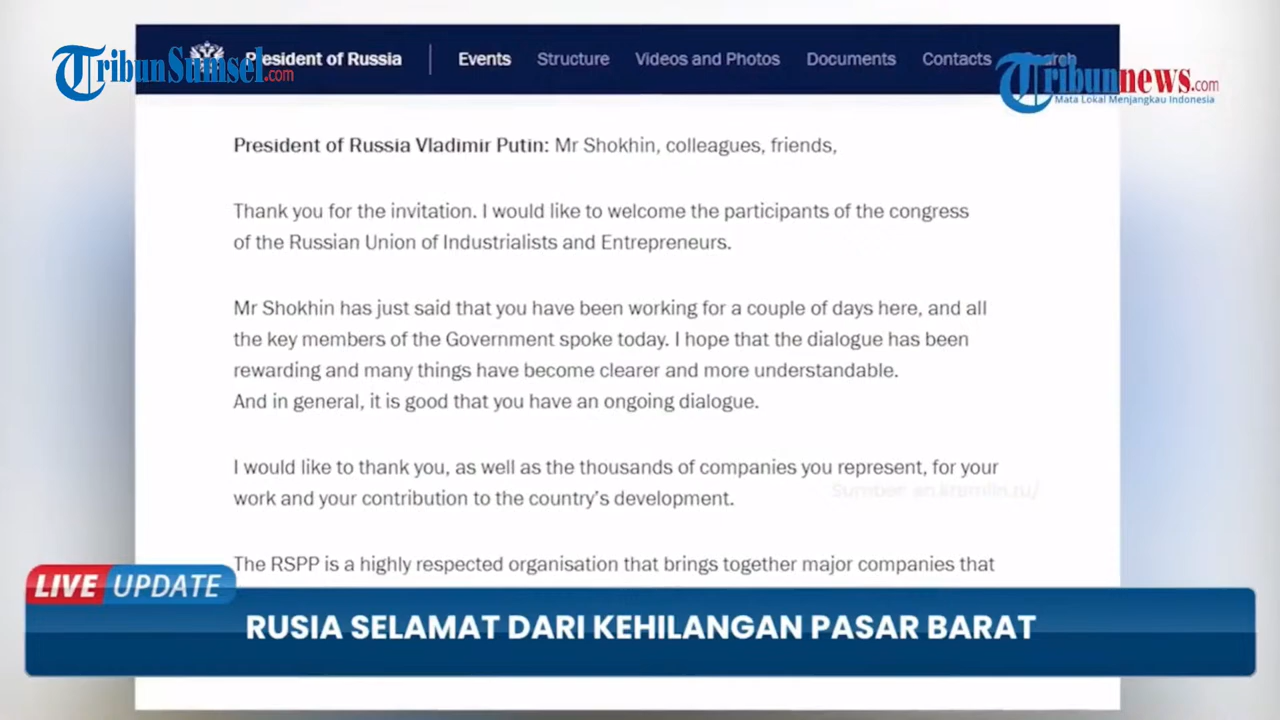 TribunSumsel.com
President of Russia
Events
Structure
Videos and Photos
Documents
Contacts
Search
Tribunnews.com
Mata Lokal Menjangkau Indonesia
President of Russia Vladimir Putin: Mr Shokhin, colleagues, friends,
Thank you for the invitation. I would like to welcome the participants of the congress
of the Russian Union of Industrialists and Entrepreneurs.
Mr Shokhin has just said that you have been working for a couple of days here, and all
the key members of the Government spoke today. I hope that the dialogue has been
rewarding and many things have become clearer and more understandable.
And in general, it is good that you have an ongoing dialogue.
I would like to thank you, as well as the thousands of companies you represent, for your
work and your contribution to the country's development.
Sumber: en.kremlin.ru/
The RSPP is a highly respected organisation that brings together major companies that
LIVE UPDATE
RUSIA SELAMAT DARI KEHILANGAN PASAR BARAT